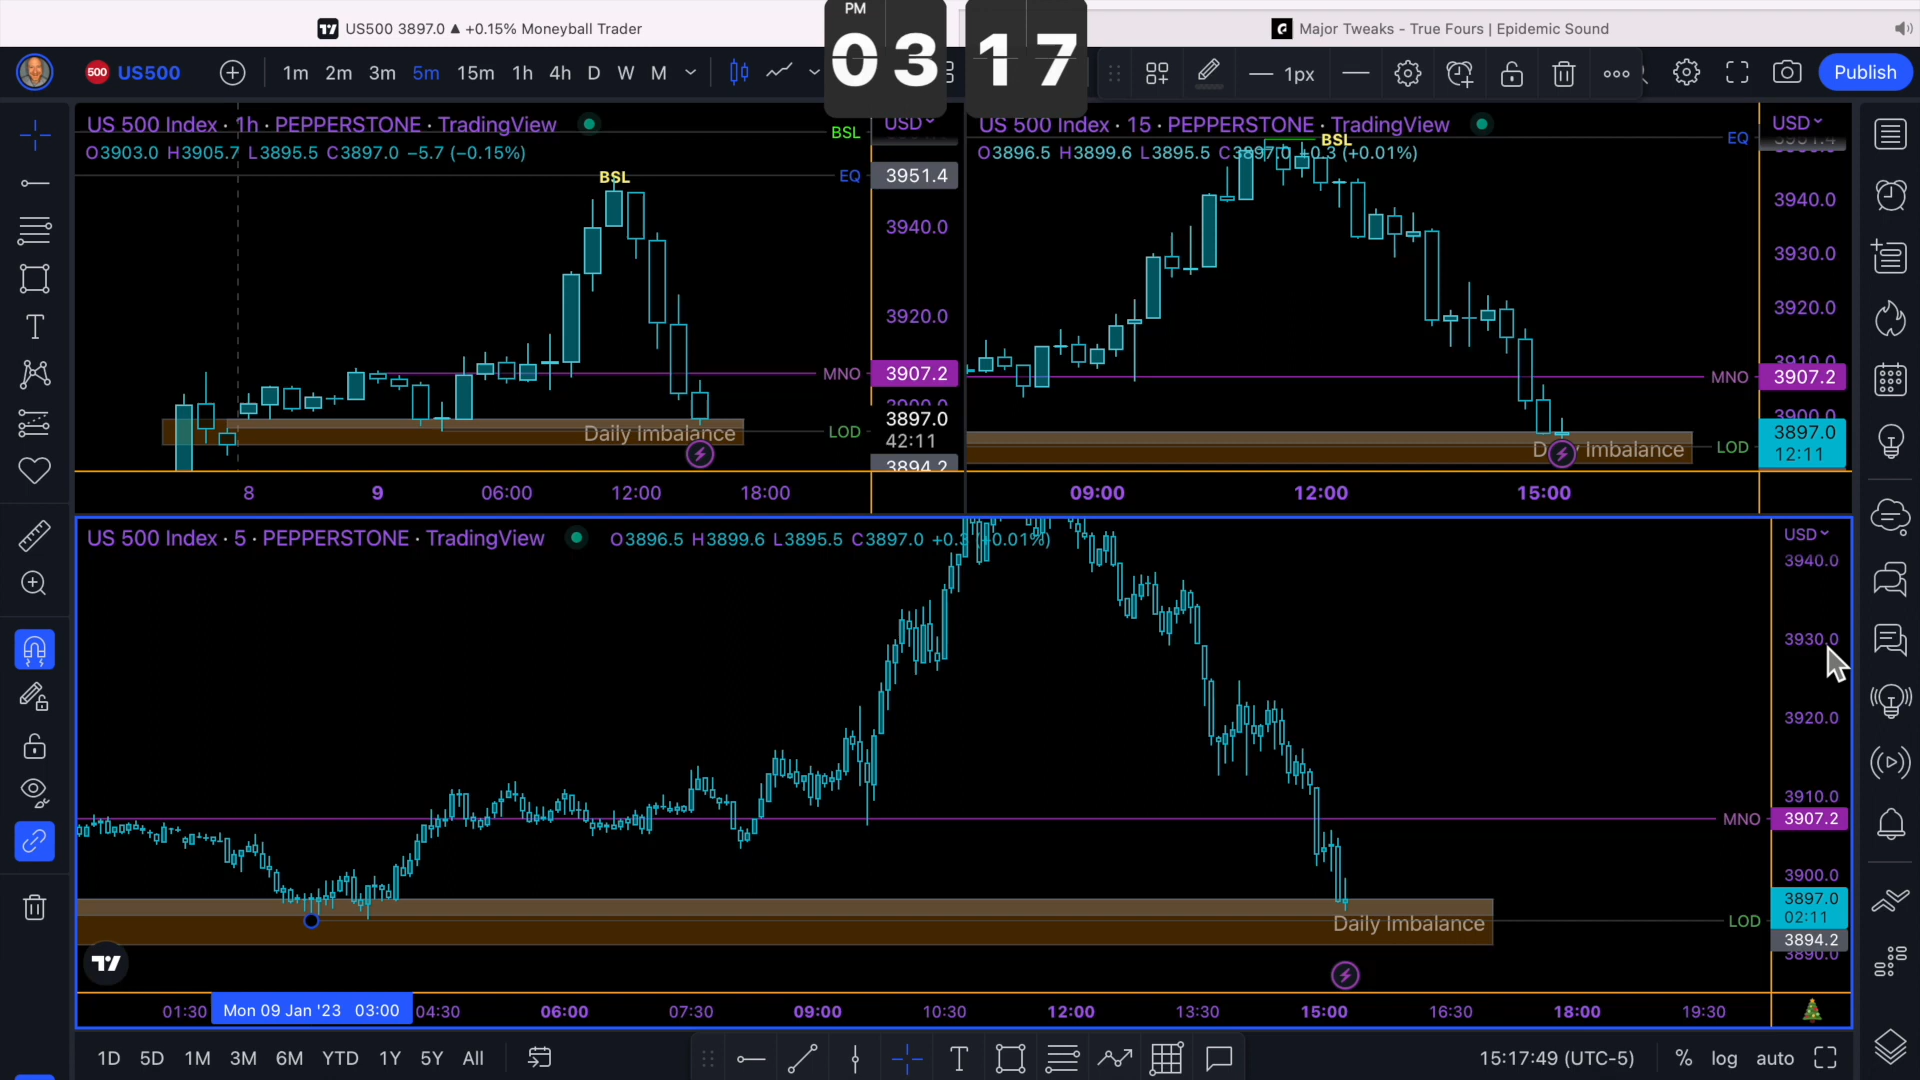 US500 3897.0 ▲ +0.15% Moneyball Trader
PM
03 17
Major Tweaks - True Fours | Epidemic Sound
500 US500
1m 2m 3m 5m 15m 1h 4h D W M
1px
Publish
US 500 Index · 1h · PEPPERSTONE · TradingView
O3903.0 H3905.7 L3895.5 C3897.0 −5.7 (−0.15%)
BSL
USD
BSL
EQ 3951.4
3940.0
3920.0
MNO 3907.2
3900.0
3897.0
42:11
Daily Imbalance
LOD
3894.2
8 9 06:00 12:00 18:00
US 500 Index · 15 · PEPPERSTONE · TradingView
O3896.5 H3899.6 L3895.5 C3897.0 +0.3 (+0.01%)
BSL
EQ
USD
3940.0
3930.0
3920.0
3910.0
MNO 3907.2
3900.0
3897.0
12:11
Imbalance
LOD
09:00 12:00 15:00
US 500 Index · 5 · PEPPERSTONE · TradingView
O3896.5 H3899.6 L3895.5 C3897.0 +0.3 (+0.01%)
USD
3940.0
3930.0
3920.0
3910.0
MNO 3907.2
3900.0
3897.0
02:11
Daily Imbalance
LOD
3894.2
3890.0
01:30 Mon 09 Jan '23 03:00 04:30 06:00 07:30 09:00 10:30 12:00 13:30 15:00 16:30 18:00 19:30
1D 5D 1M 3M 6M YTD 1Y 5Y All
15:17:49 (UTC-5) % log auto